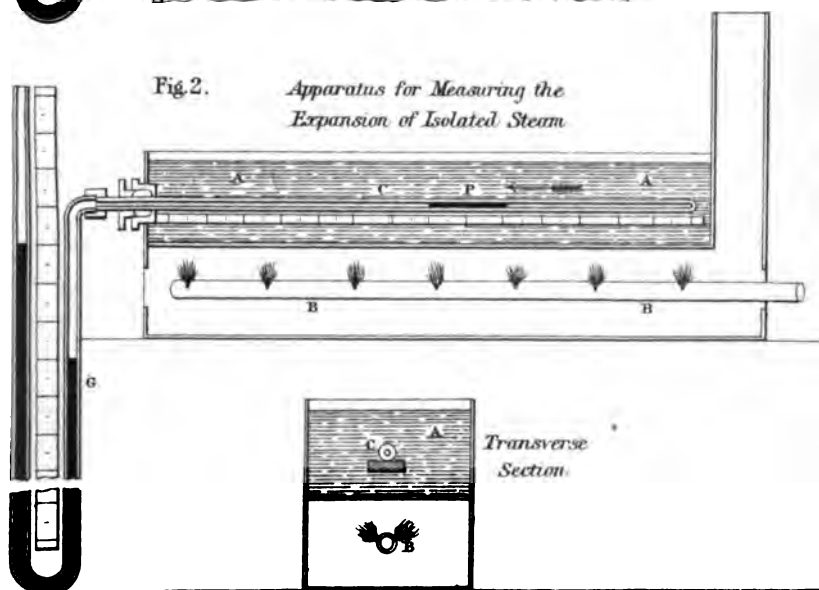 Fig. 2.
Apparatus for Measuring the
Expansion of Isolated Steam
A
C
P
S
A
B
B
G
A
C
B
Transverse
Section.